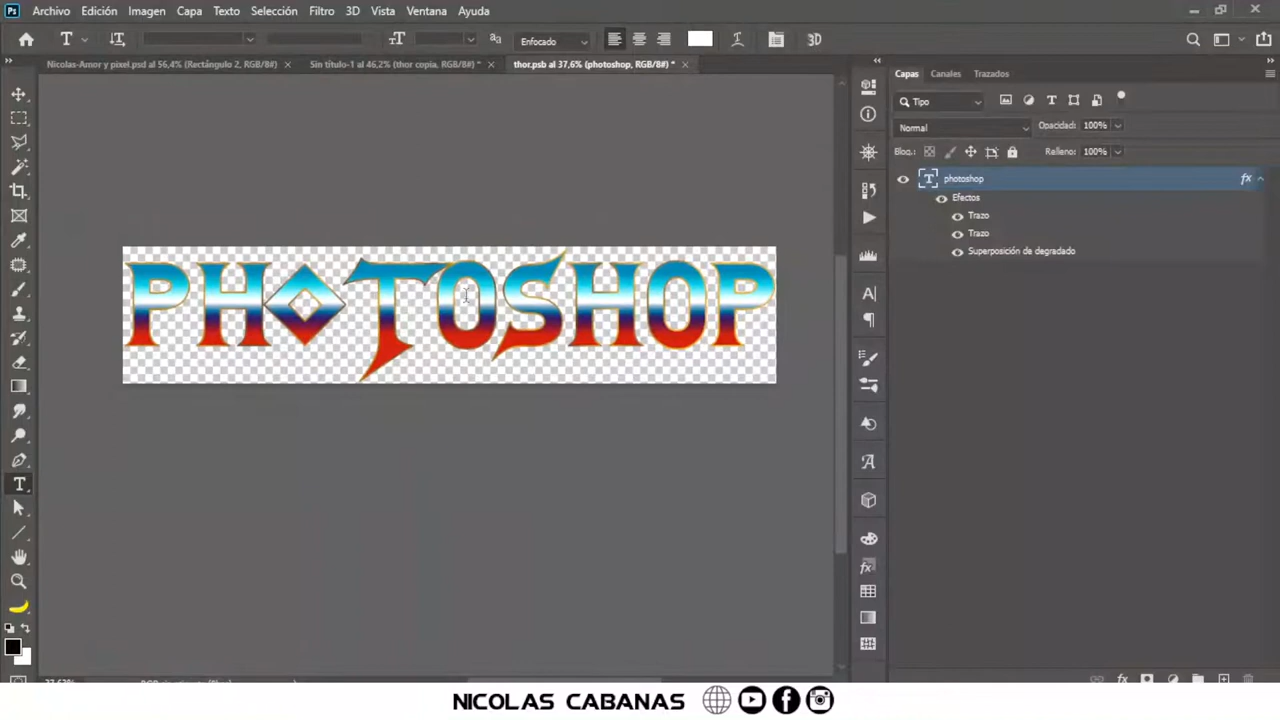 Ps Archivo Edición Imagen Capa Texto Selección Filtro 3D Vista Ventana Ayuda
T Enfocado 3D
Nicolas-Amor y pixel.psd al 56,4% (Rectángulo 2, RGB/8#) × Sin título-1 al 46,2% (thor copia, RGB/8#) * × thor.psb al 37,6% (photoshop, RGB/8#) * ×
Capas Canales Trazados
Tipo
Normal Opacidad: 100%
Bloq.: Relleno: 100%
T photoshop fx
Efectos
Trazo
Trazo
Superposición de degradado
PHOTOSHOP
NICOLAS CABANAS